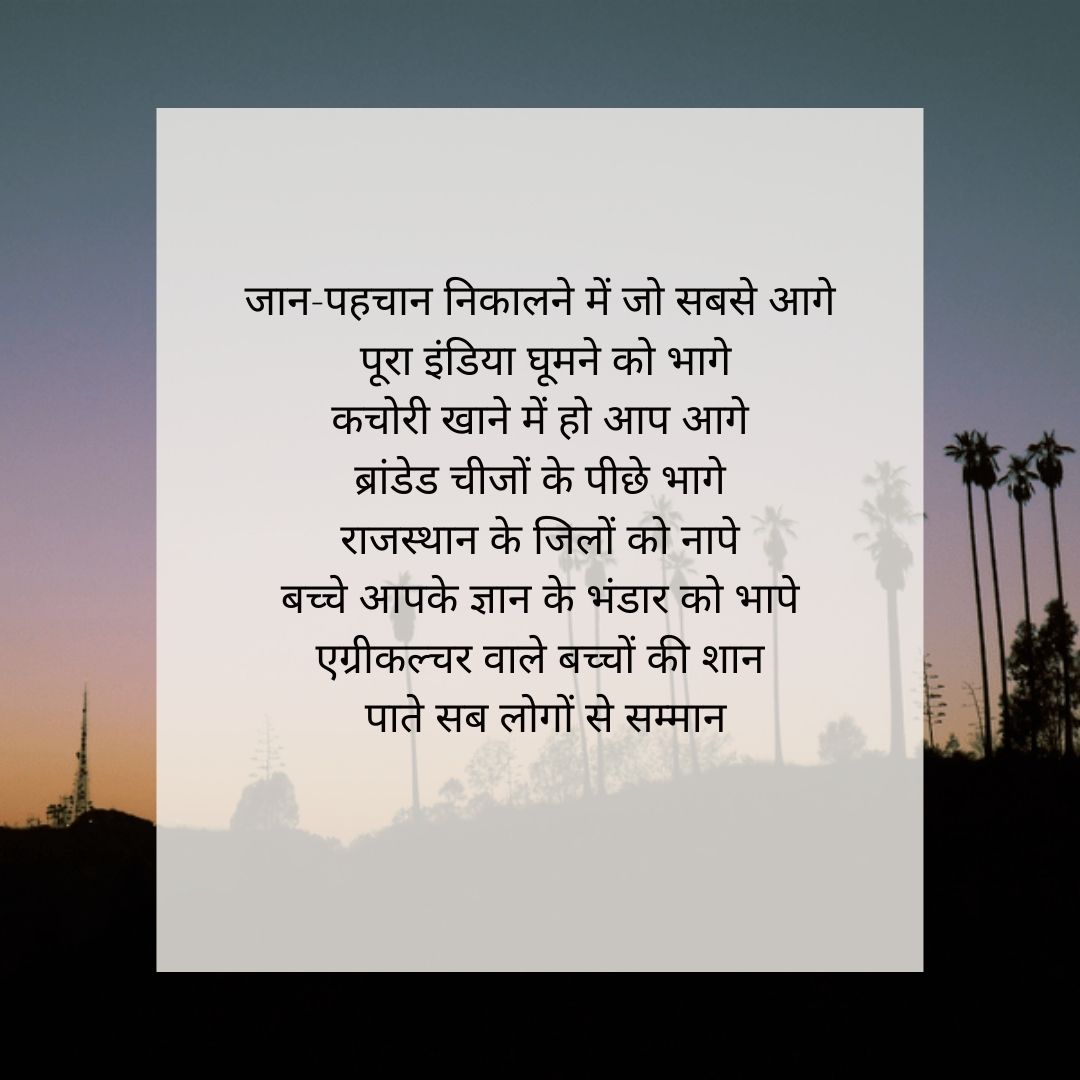 जान-पहचान निकालने में जो सबसे आगे
पूरा इंडिया घूमने को भागे
कचोरी खाने में हो आप आगे
ब्रांडेड चीजों के पीछे भागे
राजस्थान के जिलों को नापे
बच्चे आपके ज्ञान के भंडार को भापे
एग्रीकल्चर वाले बच्चों की शान
पाते सब लोगों से सम्मान